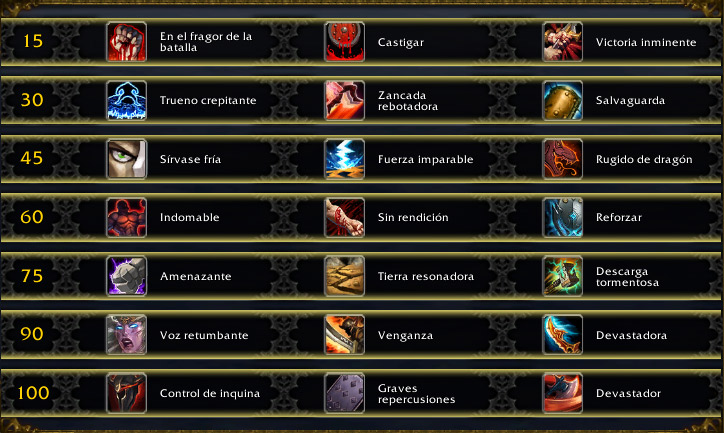 15
En el fragor de la
batalla
Castigar
Victoria inminente
30
Trueno crepitante
Zancada
rebotadora
Salvaguarda
45
Sírvase fría
Fuerza imparable
Rugido de dragón
60
Indomable
Sin rendición
Reforzar
75
Amenazante
Tierra resonadora
Descarga
tormentosa
90
Voz retumbante
Venganza
Devastadora
100
Control de inquina
Graves
repercusiones
Devastador